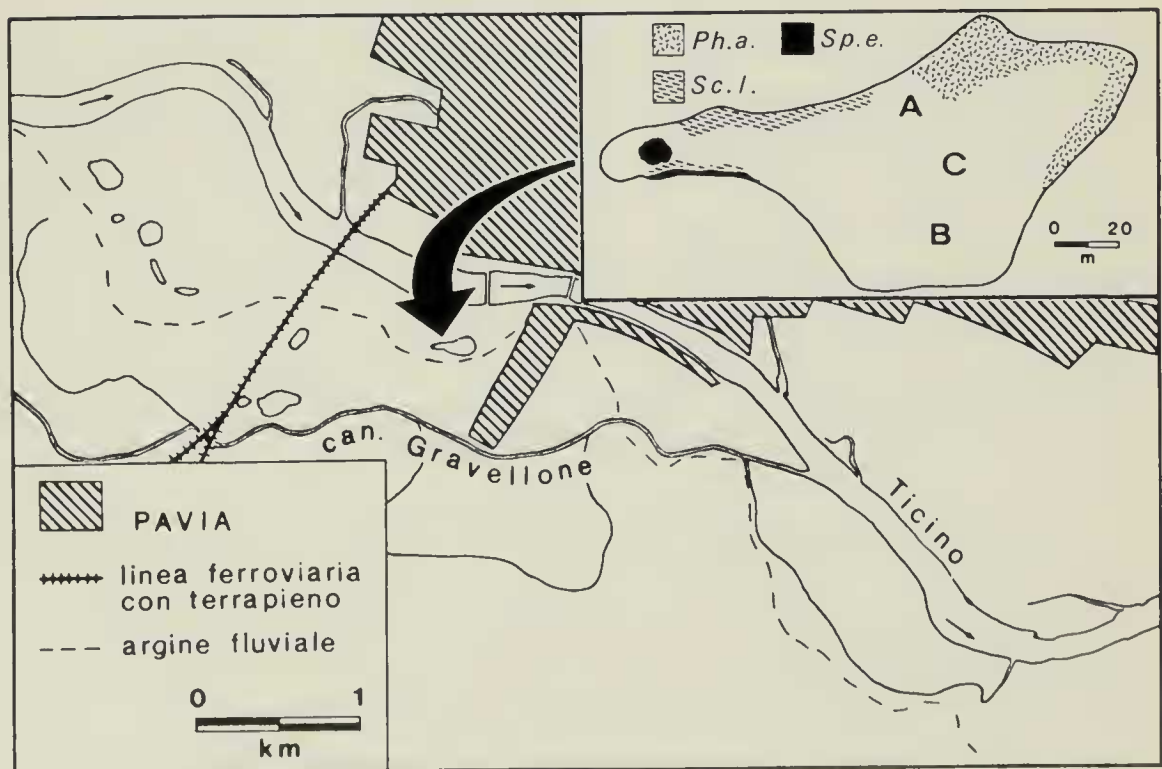 Ph.a. Sp.e.
Sc.l.
A
C
B
0 20
m
can. Gravellone
Ticino
PAVIA
linea ferroviaria
con terrapieno
argine fluviale
0 1
km